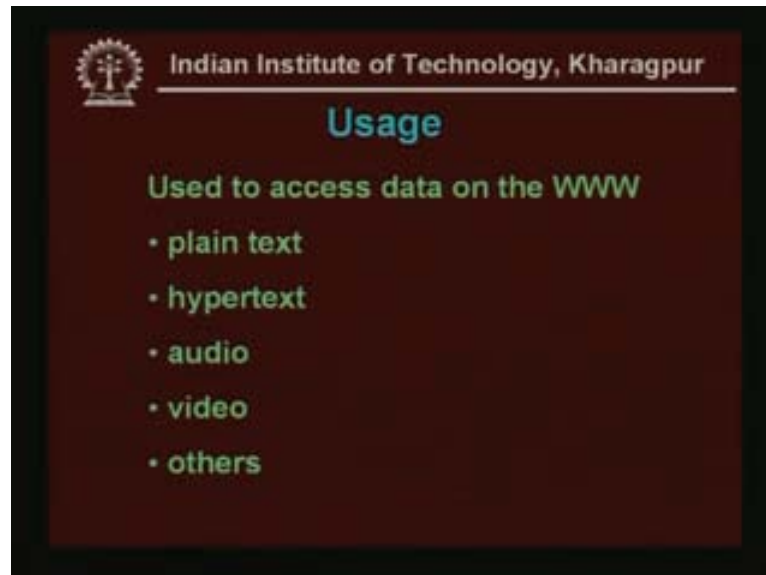 Indian Institute of Technology, Kharagpur
Usage
Used to access data on the WWW
• plain text
• hypertext
• audio
• video
• others